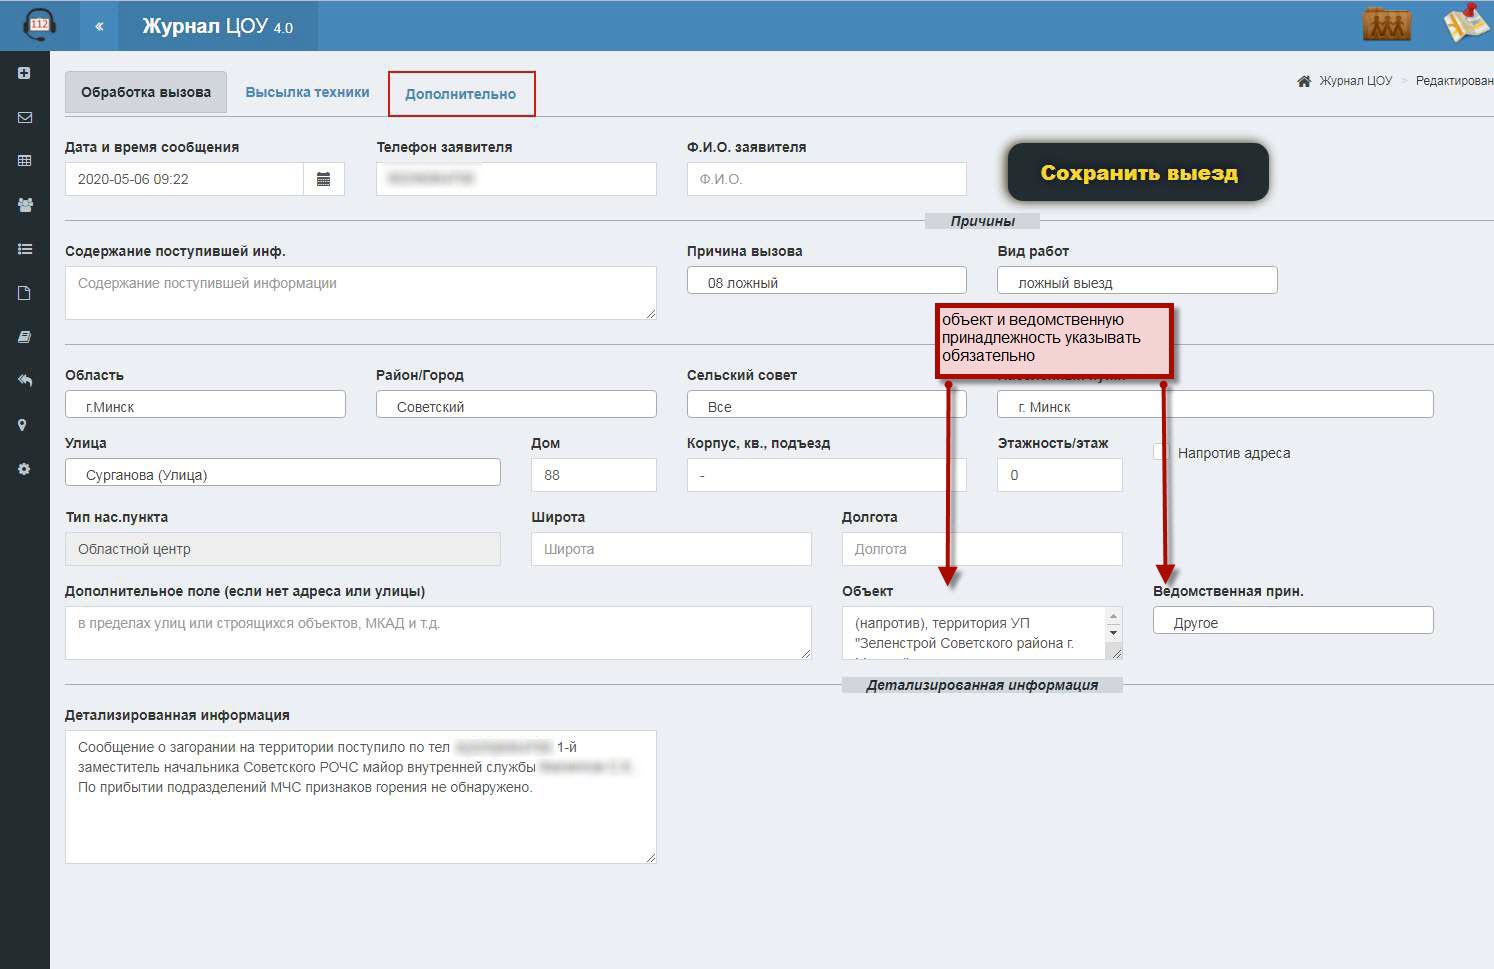 112
«
Журнал ЦОУ 4.0
Обработка вызова
Высылка техники
Дополнительно
Журнал ЦОУ > Редактирован
Дата и время сообщения
Телефон заявителя
Ф.И.О. заявителя
2020-05-06 09:22
Ф.И.О.
Сохранить выезд
Причины
Содержание поступившей инф.
Причина вызова
Вид работ
Содержание поступившей информации
08 ложный
ложный выезд
объект и ведомственную
принадлежность указывать
обязательно
Область
Район/Город
Сельский совет
г.Минск
Советский
Все
г. Минск
Улица
Дом
Корпус, кв., подъезд
Этажность/этаж
Напротив адреса
Сурганова (Улица)
88
-
0
Тип нас.пункта
Широта
Долгота
Областной центр
Широта
Долгота
Дополнительное поле (если нет адреса или улицы)
Объект
Ведомственная прин.
в пределах улиц или строящихся объектов, МКАД и т.д.
(напротив), территория УП
"Зеленстрой Советского района г.
Другое
Детализированная информация
Детализированная информация
Сообщение о загорании на территории поступило по тел 1-й
заместитель начальника Советского РОЧС майор внутренней службы
По прибытии подразделений МЧС признаков горения не обнаружено.